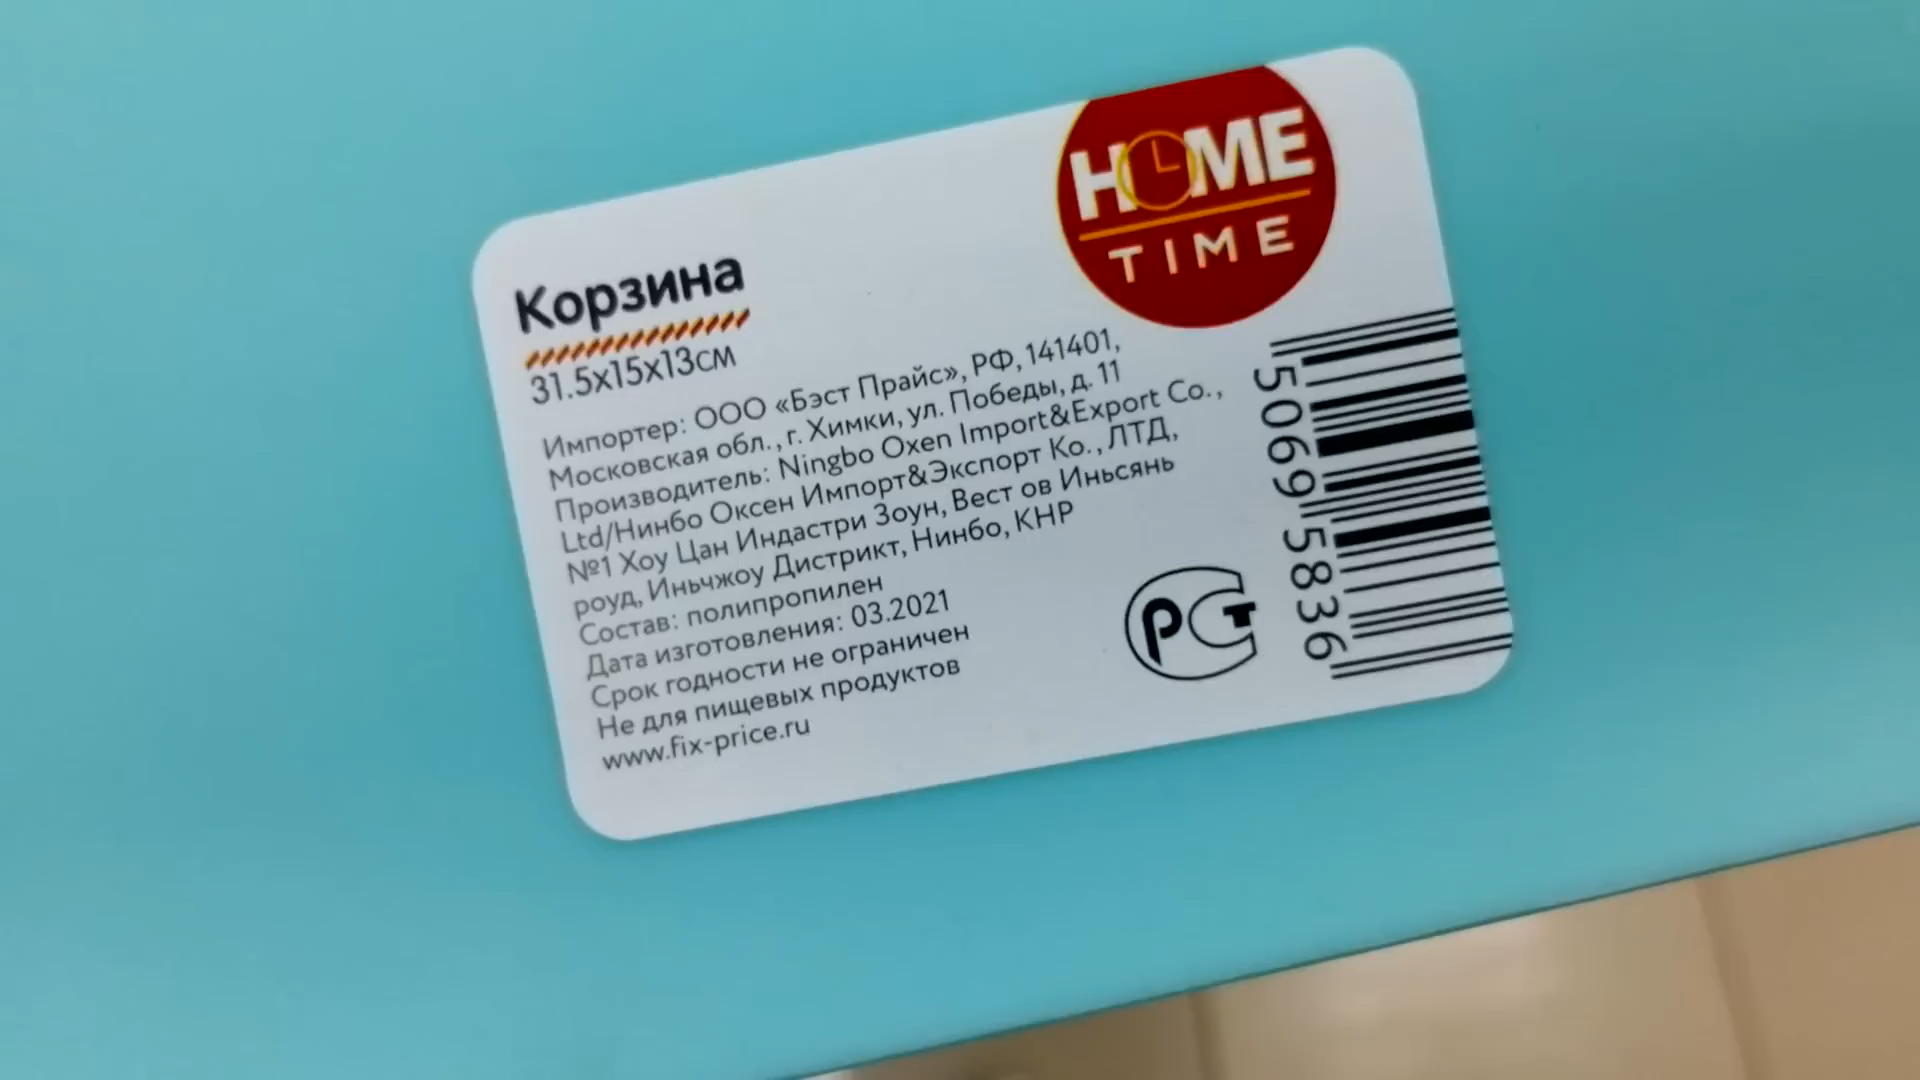 HOME
TIME
Корзина
31.5х15х13см
Импортер: ООО «Бэст Прайс», РФ, 141401,
Московская обл., г. Химки, ул. Победы, д. 11
Производитель: Ningbo Oxen Import&Export Co.,
Ltd/Нинбо Оксен Импорт&Экспорт Ко., ЛТД,
№1 Хоу Цан Индастри Зоун, Вест ов Иньсянь
роуд, Иньчжоу Дистрикт, Нинбо, КНР
Состав: полипропилен
Дата изготовления: 03.2021
Срок годности не ограничен
Не для пищевых продуктов
www.fix-price.ru
РСТ
5069 5836